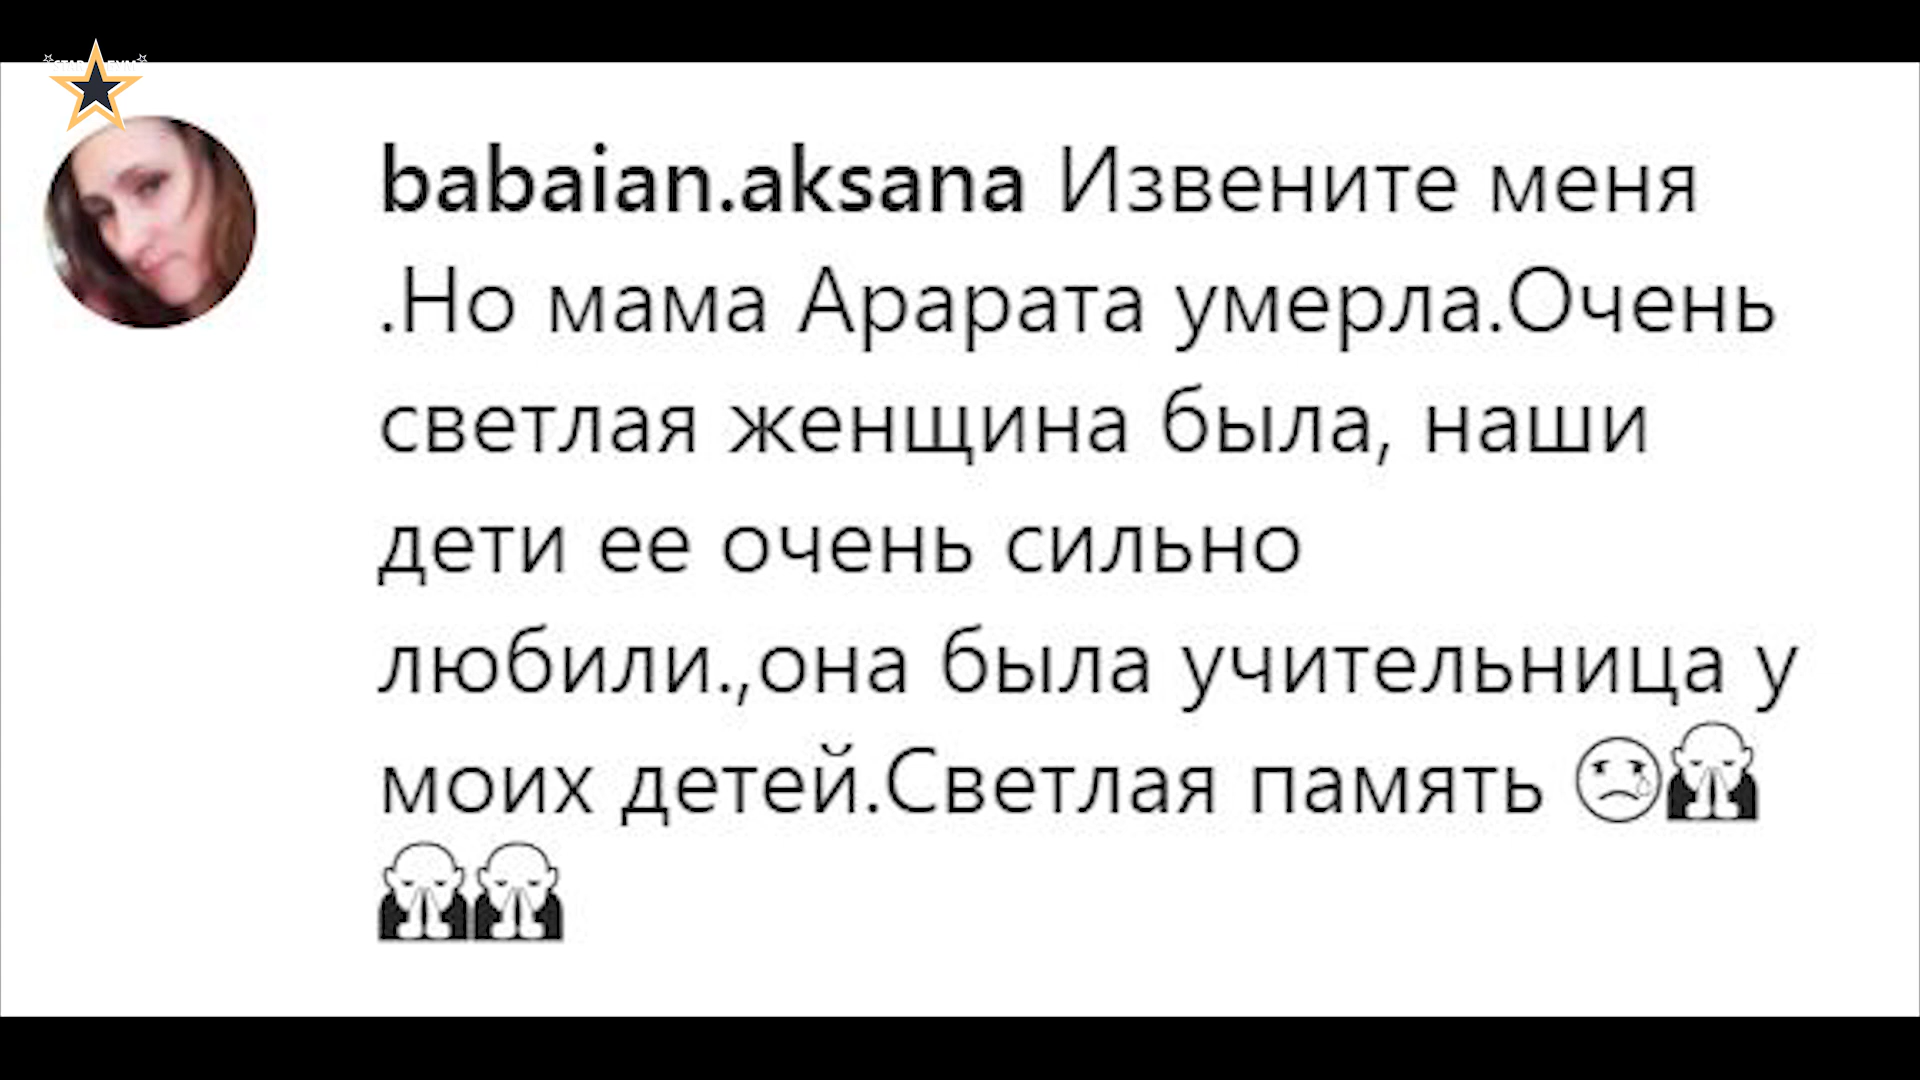 babaian.aksana Извените меня
.Но мама Арарата умерла.Очень
светлая женщина была, наши
дети ее очень сильно
любили.,она была учительница у
моих детей.Светлая память